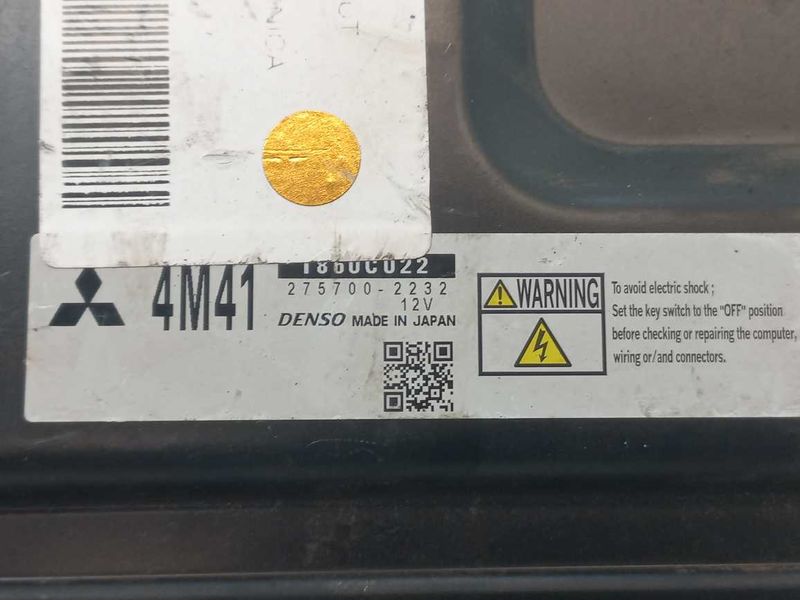 4M41
1860C022
275700-2232
12V
DENSO MADE IN JAPAN
WARNING
To avoid electric shock ;
Set the key switch to the "OFF" position
before checking or repairing the computer,
wiring or/and connectors.